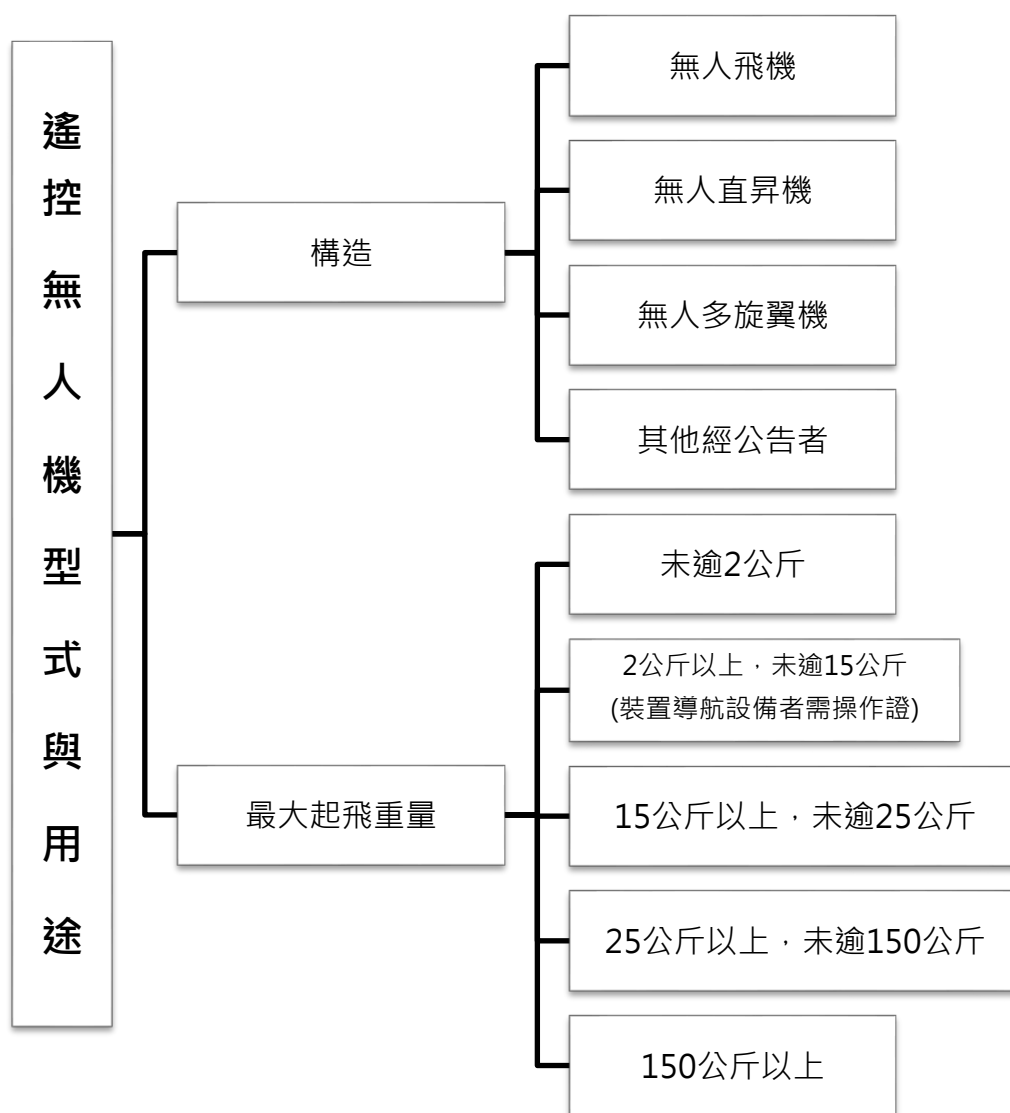 遙控無人機型式與用途
構造
無人飛機
無人直昇機
無人多旋翼機
其他經公告者
最大起飛重量
未逾2公斤
2公斤以上，未逾15公斤
(裝置導航設備者需操作證)
15公斤以上，未逾25公斤
25公斤以上，未逾150公斤
150公斤以上